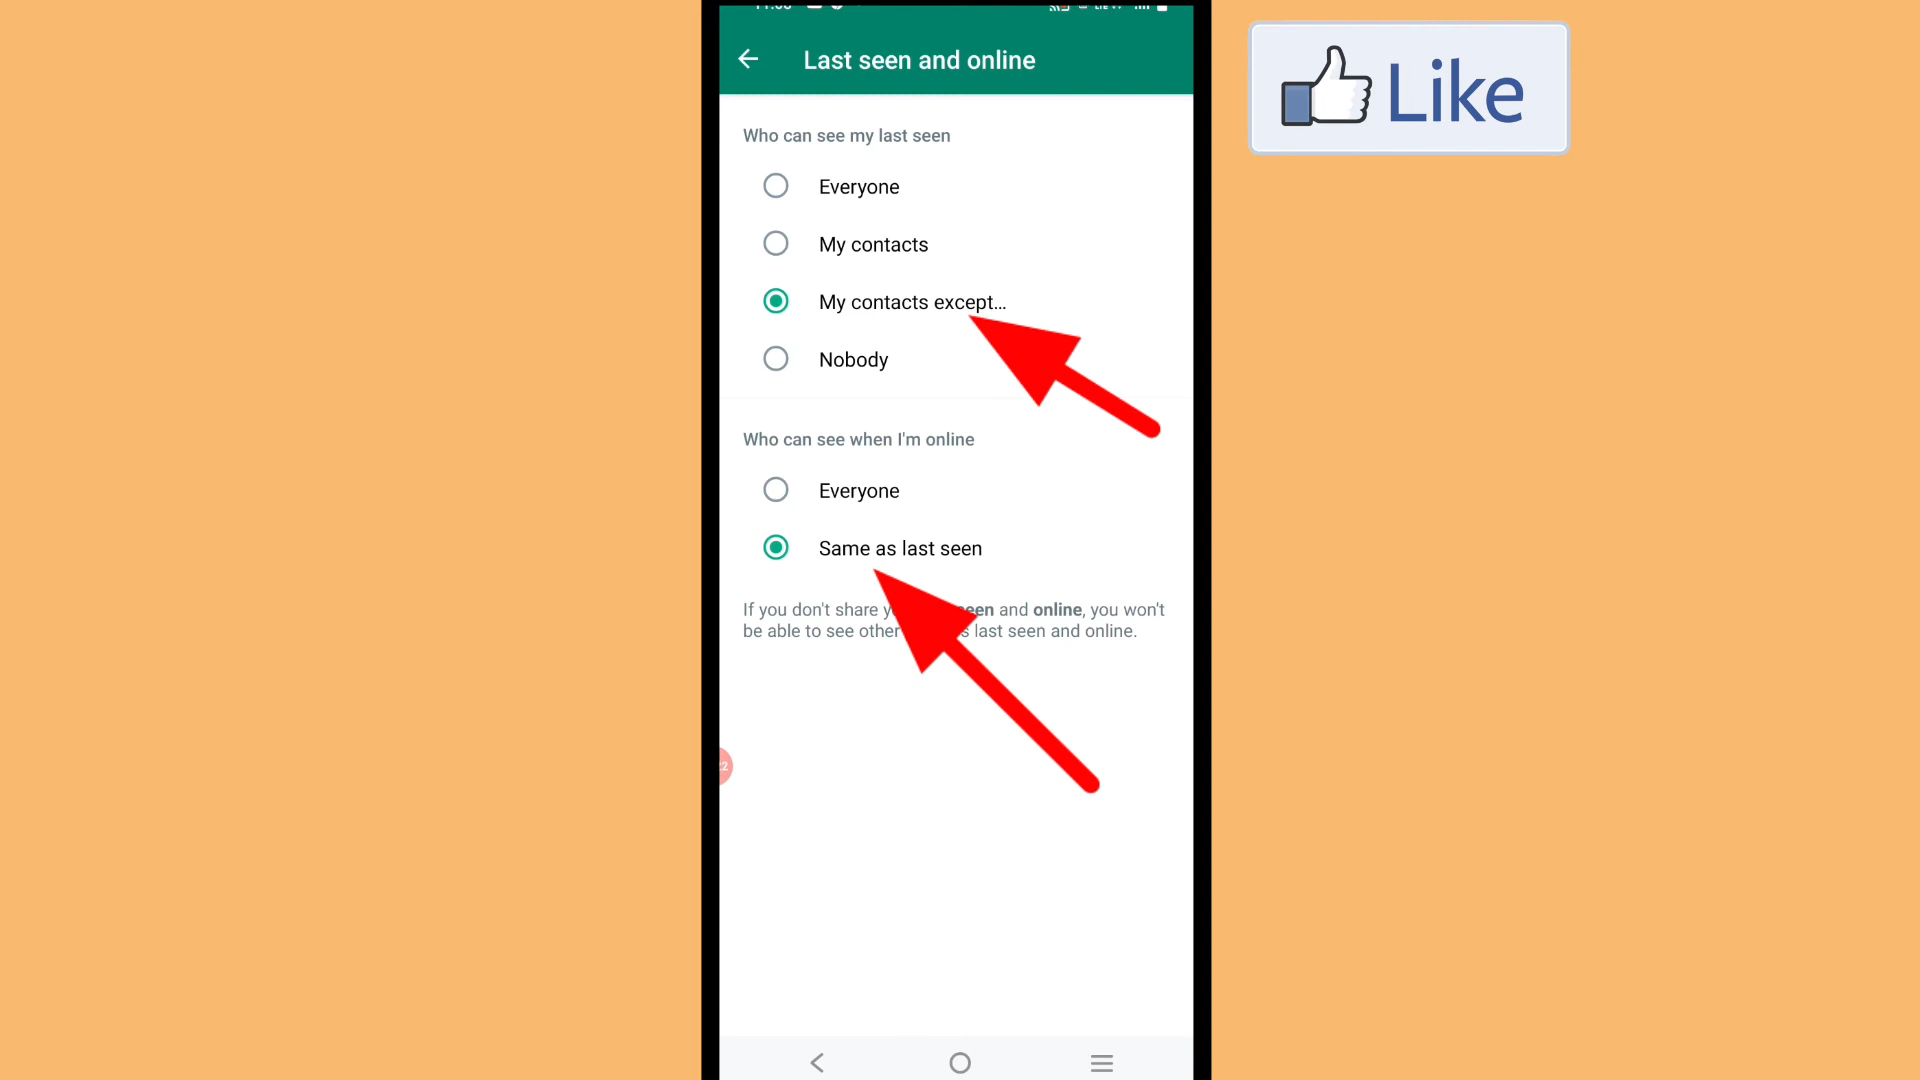 Last seen and online
Like
Who can see my last seen
Everyone
My contacts
My contacts except...
Nobody
Who can see when I'm online
Everyone
Same as last seen
If you don't share and online, you won't
be able to see other last seen and online.